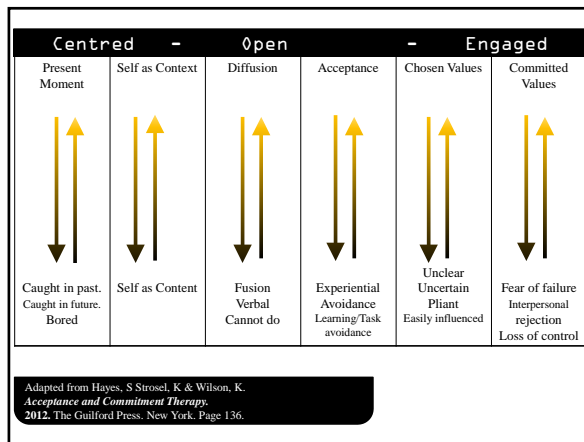 Centred - Open - Engaged
Present
Moment
Self as Context
Diffusion
Acceptance
Chosen Values
Committed
Values
Caught in past.
Caught in future.
Bored
Self as Content
Fusion
Verbal
Cannot do
Experiential
Avoidance
Learning/Task
avoidance
Unclear
Uncertain
Pliant
Easily influenced
Fear of failure
Interpersonal
rejection
Loss of control
Adapted from Hayes, S Strosel, K & Wilson, K.
Acceptance and Commitment Therapy.
2012. The Guilford Press. New York. Page 136.